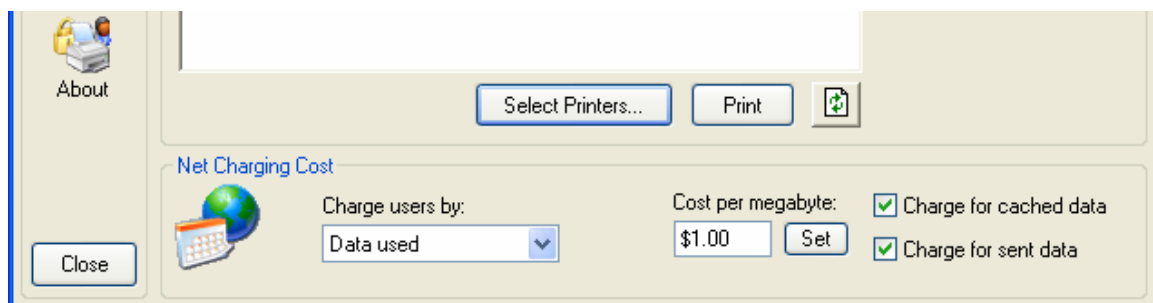 About
Select Printers...
Print
Net Charging Cost
Charge users by:
Cost per megabyte:
Charge for cached data
Data used
$1.00
Set
Charge for sent data
Close